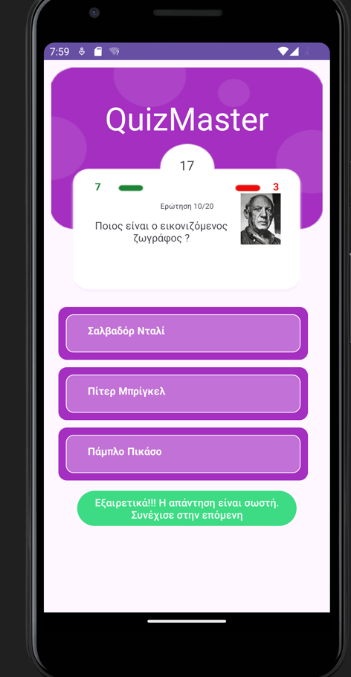 7:59
QuizMaster
17
7 3
Ερώτηση 10/20
Ποιος είναι ο εικονιζόμενος
ζωγράφος ?
Σαλβαδόρ Νταλί
Πίτερ Μπρίγκελ
Πάμπλο Πικάσο
Εξαιρετικά!!! Η απάντηση είναι σωστή.
Συνέχισε στην επόμενη